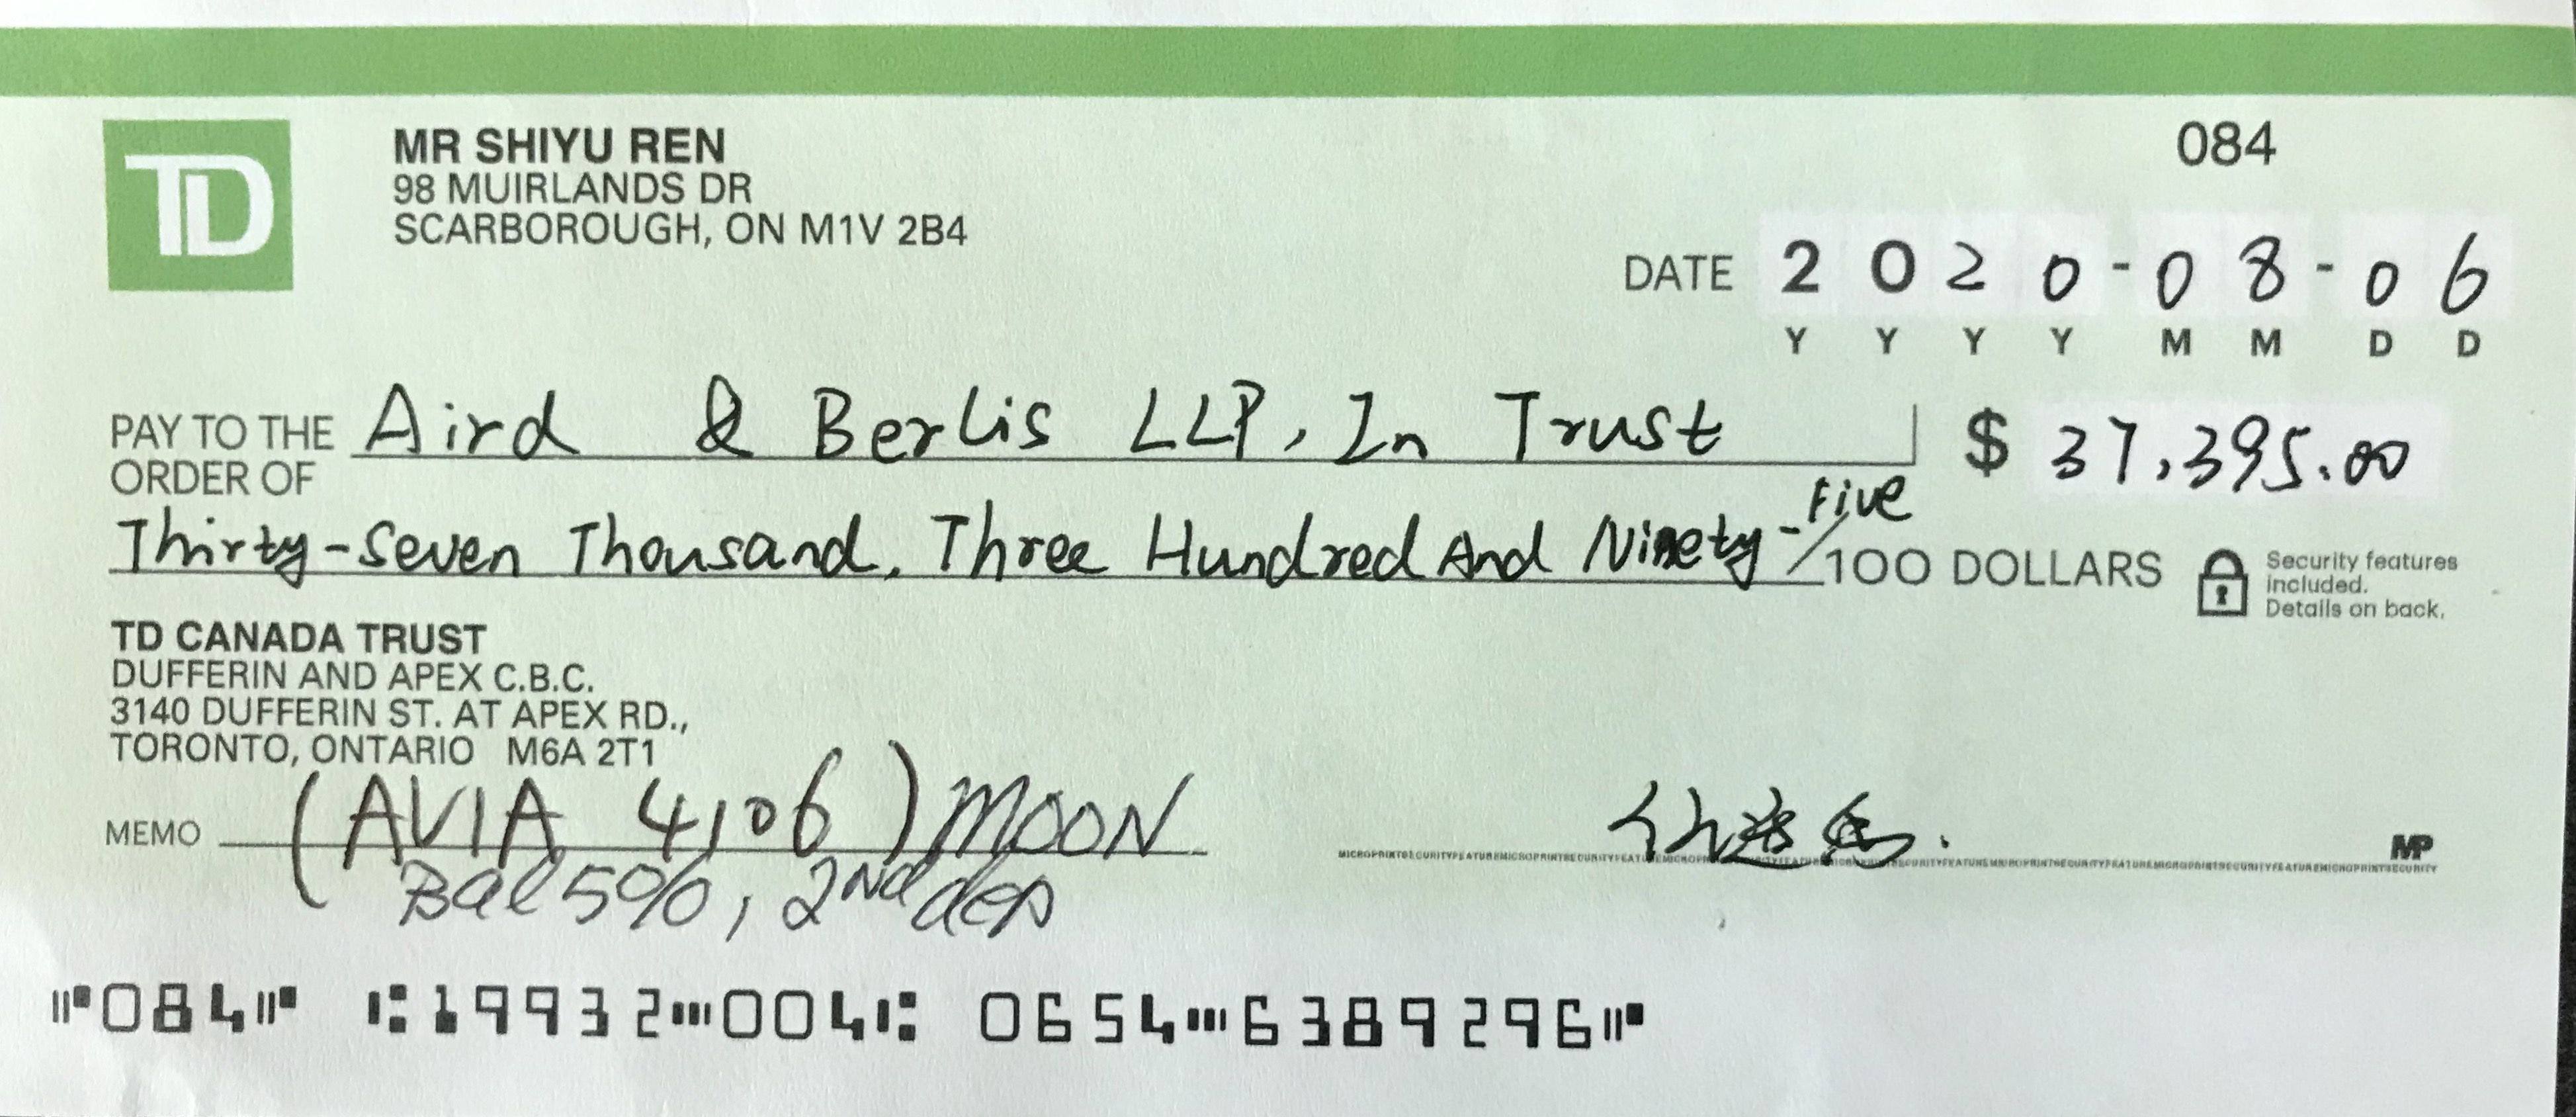 TD
MR SHIYU REN
98 MUIRLANDS DR
SCARBOROUGH, ON M1V 2B4
084
DATE 2020-08-06
Y Y Y Y M M D D
PAY TO THE ORDER OF Aird & Berlis LLP, In Trust $ 37,395.00
Thirty-Seven Thousand, Three Hundred And Ninety-Five /100 DOLLARS
Security features
included.
Details on back.
TD CANADA TRUST
DUFFERIN AND APEX C.B.C.
3140 DUFFERIN ST. AT APEX RD.,
TORONTO, ONTARIO M6A 2T1
MEMO (AVIA 4106) MOON
Bal 5%, 2nd dep
MP
⑈084⑈ ⑆19932⑉004⑆ 0654⑉6389296⑈